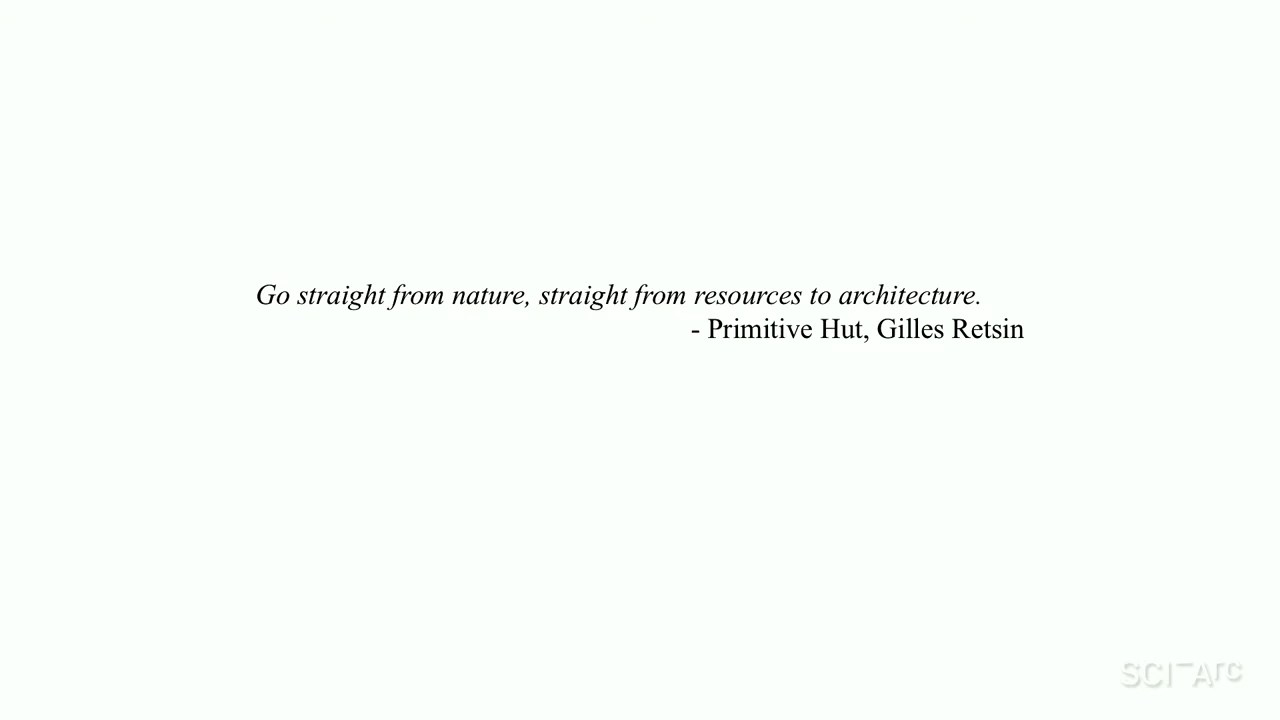 Go straight from nature, straight from resources to architecture.
- Primitive Hut, Gilles Retsin
SCI-Arc